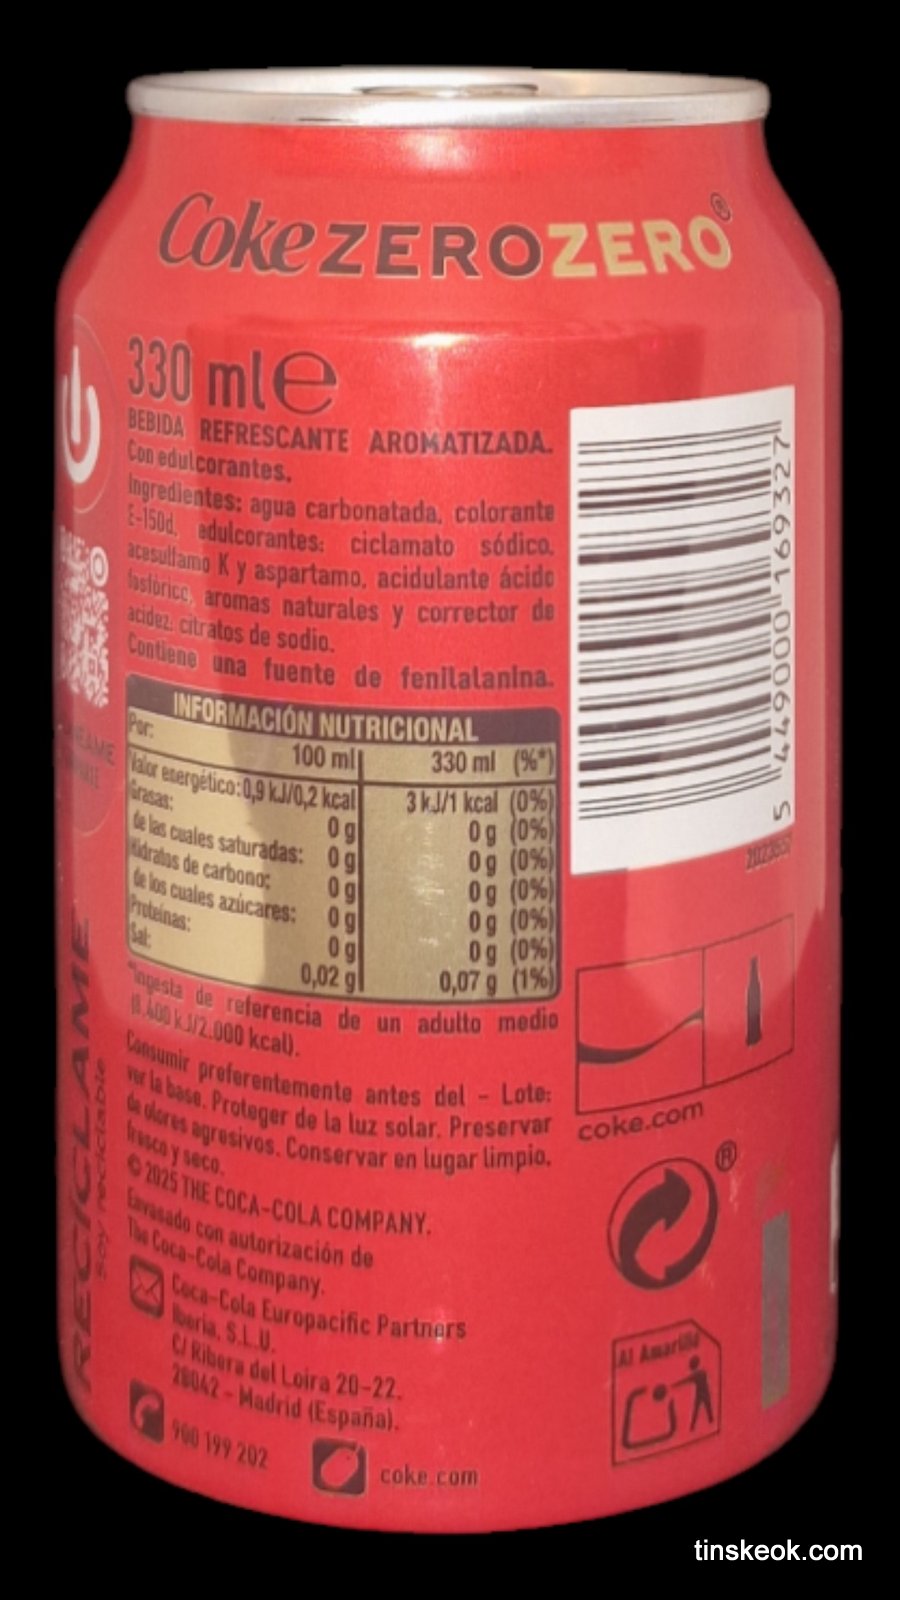 CokeZEROZERO®
330 ml e
BEBIDA REFRESCANTE AROMATIZADA.
Con edulcorantes.
Ingredientes: agua carbonatada, colorante
E-150d, edulcorantes: ciclamato sódico,
acesulfamo K y aspartamo, acidulante ácido
fosfórico, aromas naturales y corrector de
acidez: citratos de sodio.
Contiene una fuente de fenilalanina.
INFORMACIÓN NUTRICIONAL
Por: 100 ml 330 ml (%*)
Valor energético: 0,9 kJ/0,2 kcal 3 kJ/1 kcal (0%)
Grasas: 0 g 0 g (0%)
de las cuales saturadas: 0 g 0 g (0%)
Hidratos de carbono: 0 g 0 g (0%)
de los cuales azúcares: 0 g 0 g (0%)
Proteínas: 0 g 0 g (0%)
Sal: 0,02 g 0,07 g (1%)
*Ingesta de referencia de un adulto medio
(8.400 kJ/2.000 kcal).
Consumir preferentemente antes del - Lote:
ver la base. Proteger de la luz solar. Preservar
de olores agresivos. Conservar en lugar limpio,
fresco y seco.
© 2025 THE COCA-COLA COMPANY.
Envasado con autorización de
The Coca-Cola Company.
Coca-Cola Europacific Partners
Iberia, S.L.U.
C/ Ribera del Loira 20-22.
28042 - Madrid (España).
900 199 202
coke.com
5 449000 169327
coke.com
®
Al Amarillo
RECÍCLAME
Soy reciclable
tinskeok.com